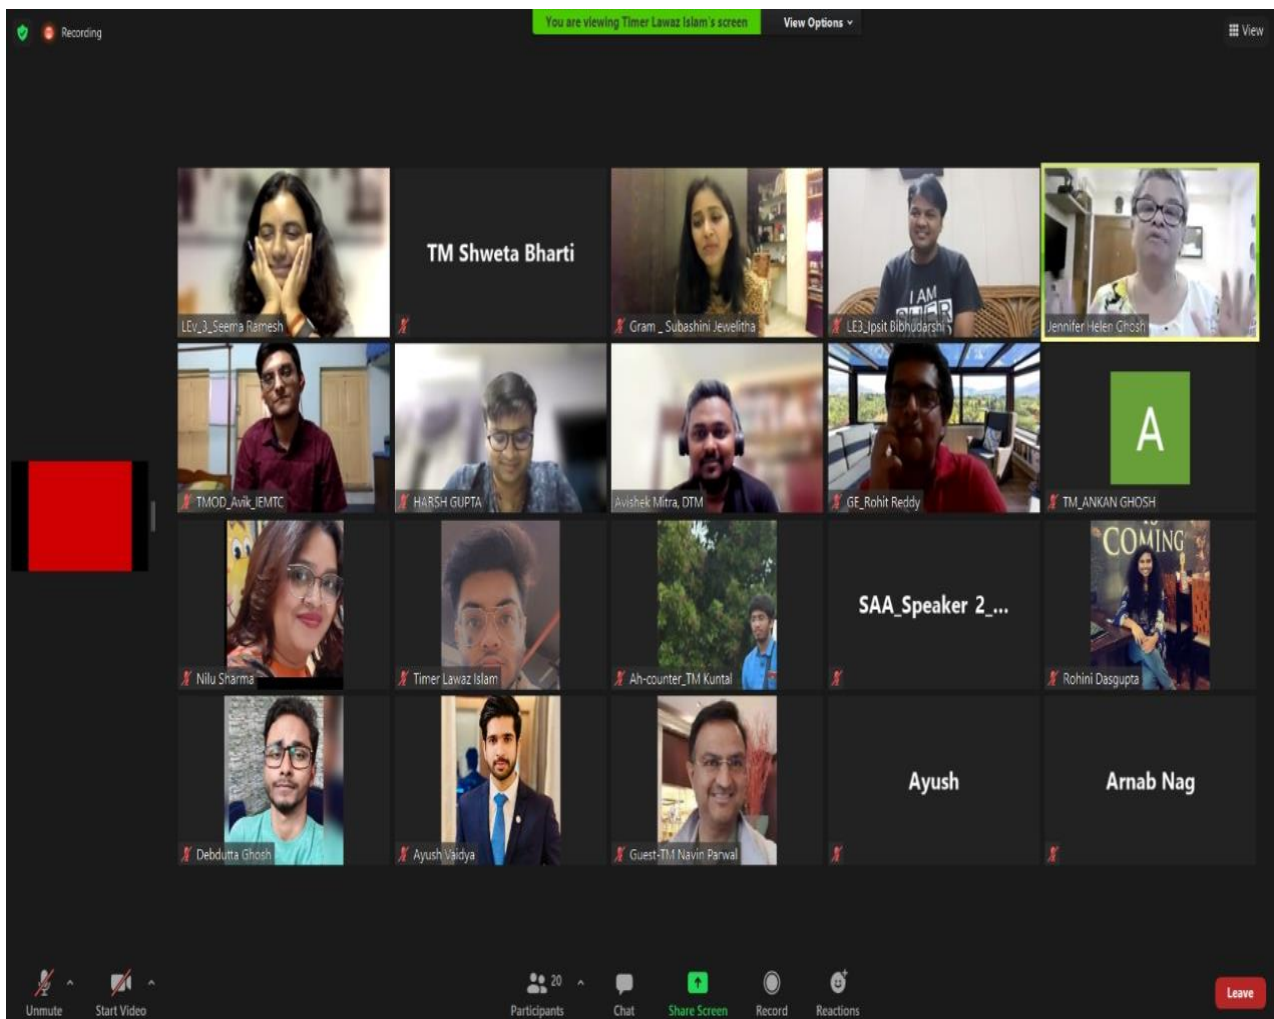 Recording
You are viewing Timer Lawaz Islam's screen
View Options
View
LEv_3_Seema Ramesh
TM Shweta Bharti
Gram _ Subashini Jewelitha
LE3_Ipsit Bibhudarshi
I AM
Jennifer Helen Ghosh
TMOD_Avik_IEMTC
HARSH GUPTA
Avishek Mitra, DTM
GE_Rohit Reddy
A
TM_ANKAN GHOSH
Nilu Sharma
Timer Lawaz Islam
Ah-counter_TM Kuntal
SAA_Speaker 2_...
IS
COMING
Rohini Dasgupta
Debdutta Ghosh
Ayush Vaidya
Guest-TM Navin Parwal
Ayush
Arnab Nag
Unmute
Start Video
20
Participants
Chat
Share Screen
Record
Reactions
Leave